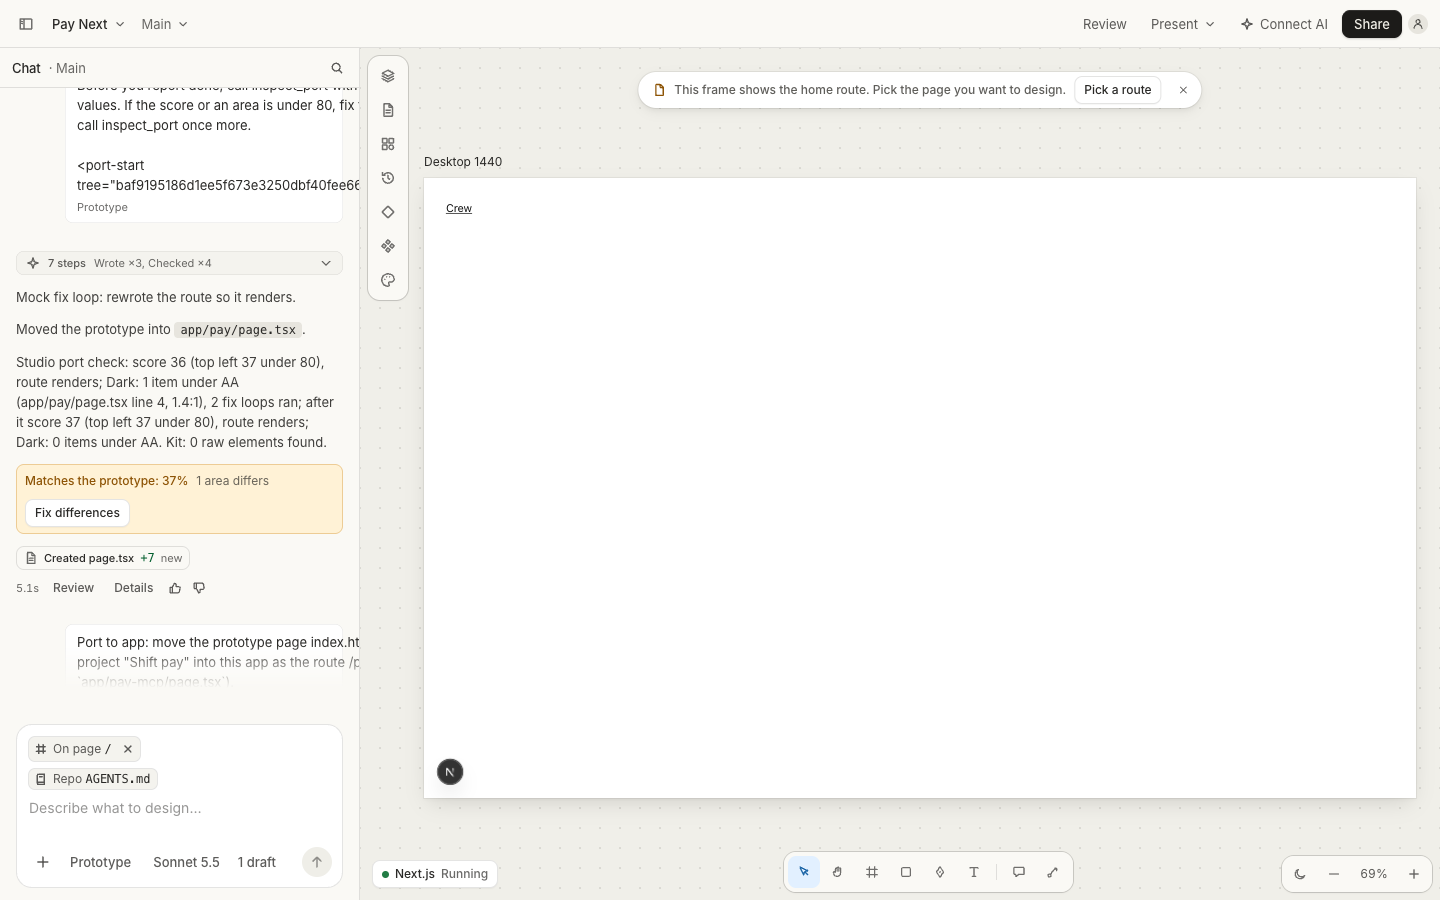 Pay Next
Main
Review
Present
Connect AI
Share
Chat · Main
values. If the score or an area is under 80, fix
call inspect_port once more.
<port-start
tree="baf9195186d1ee5f673e3250dbf40fee66
Prototype
7 steps Wrote ×3, Checked ×4
Mock fix loop: rewrote the route so it renders.
Moved the prototype into app/pay/page.tsx.
Studio port check: score 36 (top left 37 under 80),
route renders; Dark: 1 item under AA
(app/pay/page.tsx line 4, 1.4:1), 2 fix loops ran; after
it score 37 (top left 37 under 80), route renders;
Dark: 0 items under AA. Kit: 0 raw elements found.
Matches the prototype: 37% 1 area differs
Fix differences
Created page.tsx +7 new
5.1s Review Details
Port to app: move the prototype page index.ht
project "Shift pay" into this app as the route /p
`app/pay-mcp/page.tsx`)
On page /
Repo AGENTS.md
Describe what to design...
Prototype Sonnet 5.5 1 draft
This frame shows the home route. Pick the page you want to design. Pick a route
Desktop 1440
Crew
N
Next.js Running
T
69%